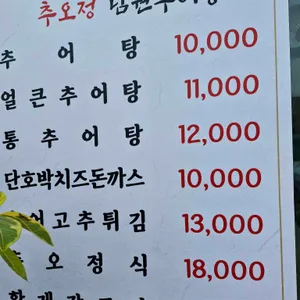 추오정
추어탕 10,000
얼큰추어탕 11,000
통추어탕 12,000
단호박치즈돈까스 10,000
고추튀김 13,000
오정식 18,000